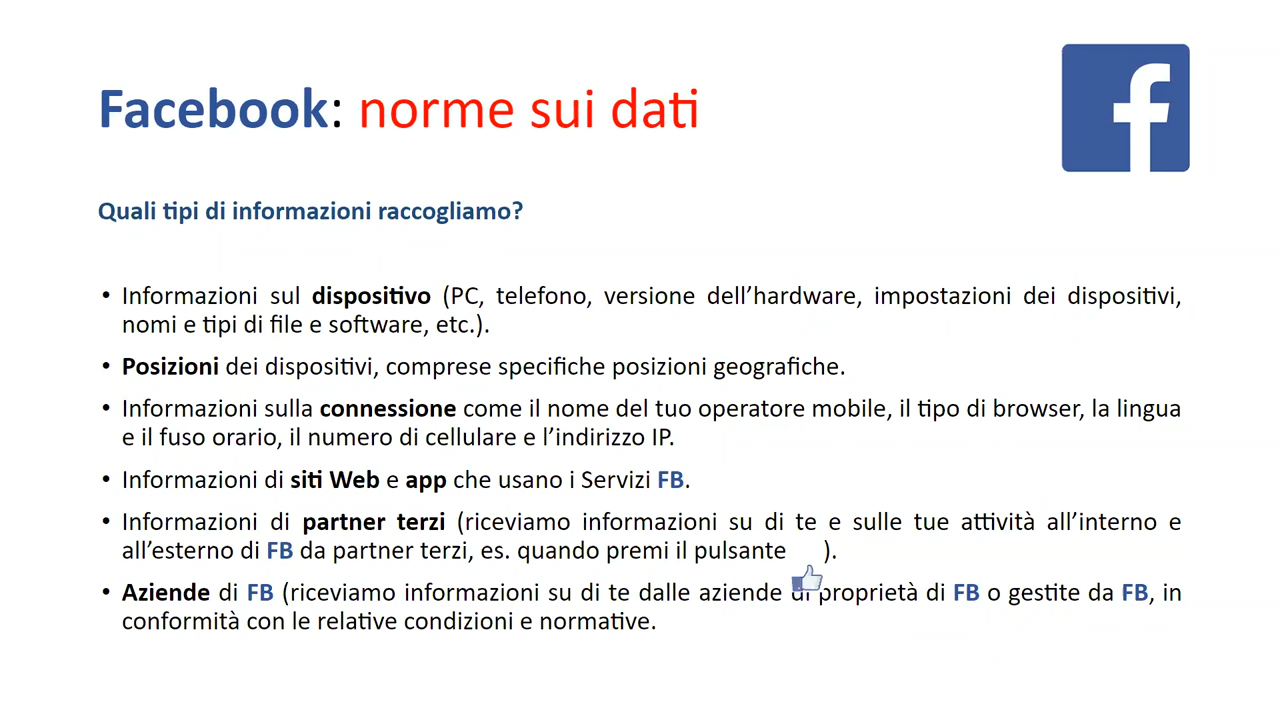 Facebook: norme sui dati
Quali tipi di informazioni raccogliamo?
• Informazioni sul dispositivo (PC, telefono, versione dell’hardware, impostazioni dei dispositivi,
nomi e tipi di file e software, etc.).
• Posizioni dei dispositivi, comprese specifiche posizioni geografiche.
• Informazioni sulla connessione come il nome del tuo operatore mobile, il tipo di browser, la lingua
e il fuso orario, il numero di cellulare e l’indirizzo IP.
• Informazioni di siti Web e app che usano i Servizi FB.
• Informazioni di partner terzi (riceviamo informazioni su di te e sulle tue attività all’interno e
all’esterno di FB da partner terzi, es. quando premi il pulsante ).
• Aziende di FB (riceviamo informazioni su di te dalle aziende di proprietà di FB o gestite da FB, in
conformità con le relative condizioni e normative.